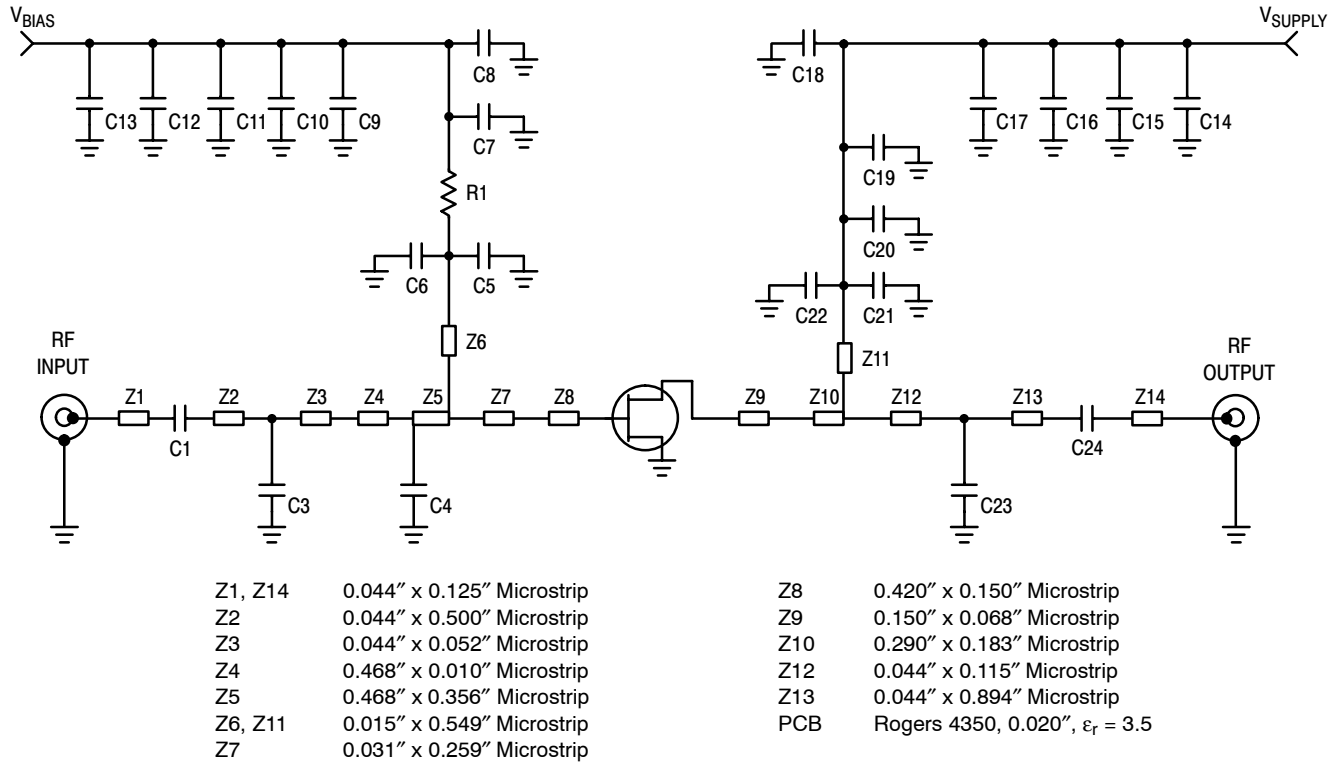 VBIAS
VSUPPLY
C8
C18
C13 C12 C11 C10 C9
C17 C16 C15 C14
C7
C19
R1
C20
C6 C5
C22 C21
Z6
Z11
RF
INPUT
RF
OUTPUT
Z1 Z2 Z3 Z4 Z5 Z7 Z8 Z9 Z10 Z12 Z13 Z14
C1
C24
C3
C4
C23
Z1, Z14 0.044″ x 0.125″ Microstrip
Z2 0.044″ x 0.500″ Microstrip
Z3 0.044″ x 0.052″ Microstrip
Z4 0.468″ x 0.010″ Microstrip
Z5 0.468″ x 0.356″ Microstrip
Z6, Z11 0.015″ x 0.549″ Microstrip
Z7 0.031″ x 0.259″ Microstrip
Z8 0.420″ x 0.150″ Microstrip
Z9 0.150″ x 0.068″ Microstrip
Z10 0.290″ x 0.183″ Microstrip
Z12 0.044″ x 0.115″ Microstrip
Z13 0.044″ x 0.894″ Microstrip
PCB Rogers 4350, 0.020″, εr = 3.5